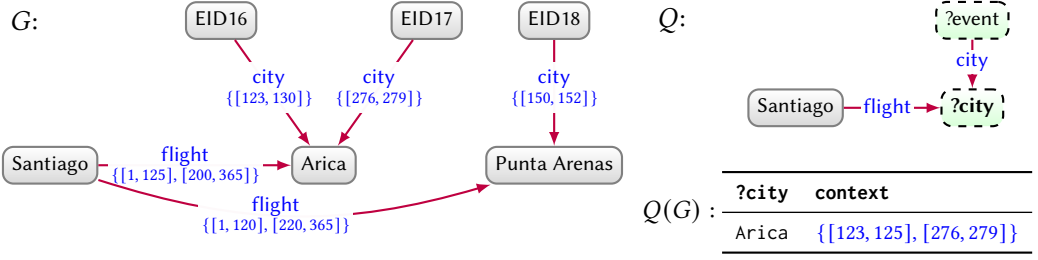 G:
EID16
EID17
EID18
city
{[123, 130]}
city
{[276, 279]}
city
{[150, 152]}
Santiago
flight
{[1, 125], [200, 365]}
Arica
Punta Arenas
flight
{[1, 120], [220, 365]}
Q:
?event
city
Santiago
flight
?city
Q(G) :
?city context
Arica {[123, 125], [276, 279]}